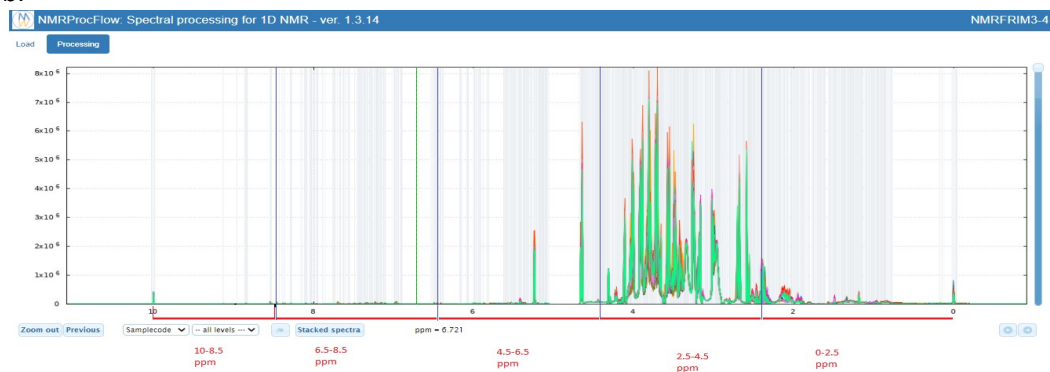 NMRProcFlow: Spectral processing for 1D NMR - ver. 1.3.14 NMRFRIM3-4
Load Processing
8x10 6
7x10 6
6x10 6
5x10 6
4x10 6
3x10 6
2x10 6
1x10 6
0
10 8 6 4 2 0
Zoom out Previous Samplecode -- all levels --- Stacked spectra ppm = 6.721
10-8.5 6.5-8.5 4.5-6.5 2.5-4.5 0-2.5
ppm ppm ppm ppm ppm